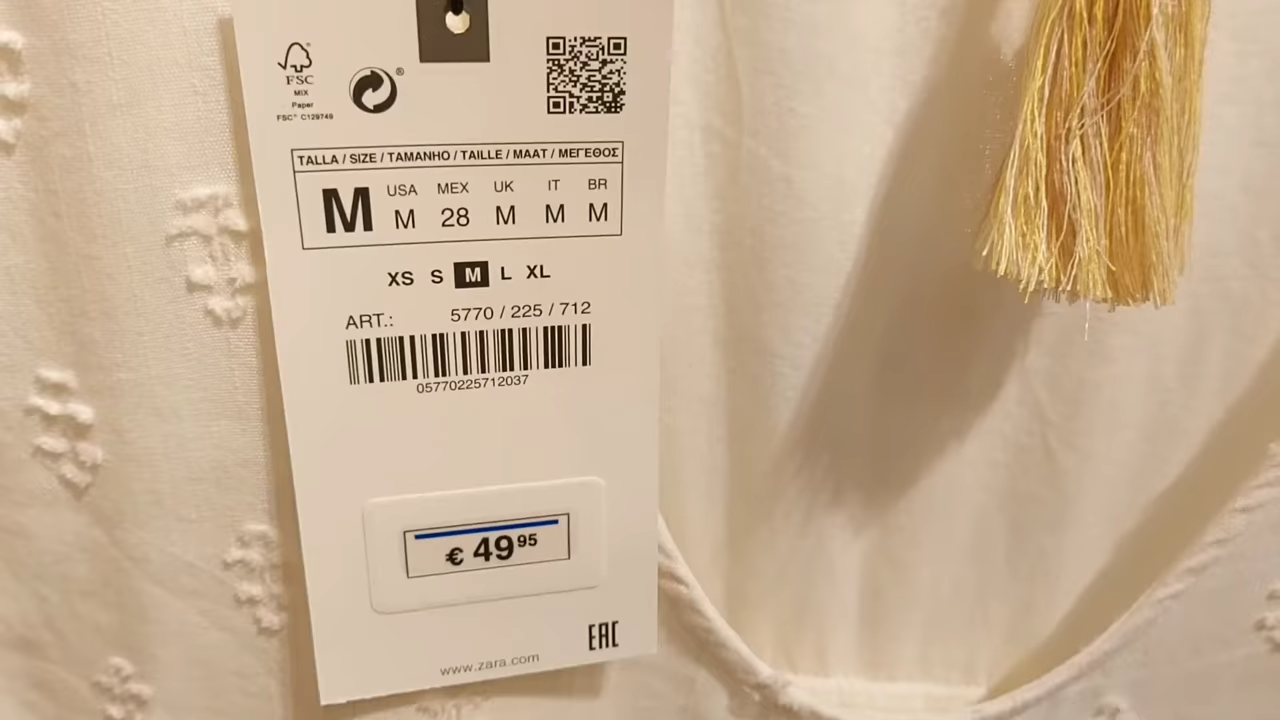 FSC®
MIX
Paper
FSC® C129749
®
TALLA / SIZE / TAMANHO / TAILLE / MAAT / ΜΕΓΕΘΟΣ
M USA MEX UK IT BR
M 28 M M M
XS S M L XL
ART.: 5770 / 225 / 712
05770225712037
€ 49 95
EAC
www.zara.com